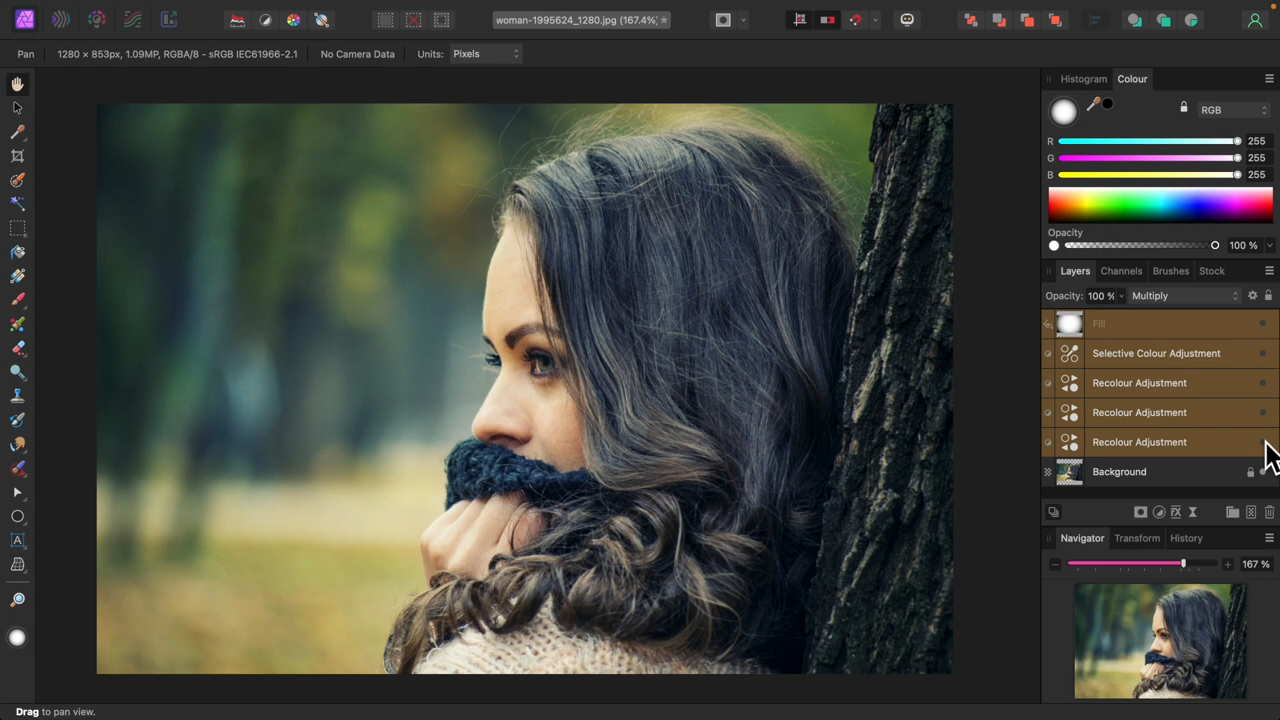 woman-1995624_1280.jpg (167.4%) *
Pan 1280 × 853px, 1.09MP, RGBA/8 - sRGB IEC61966-2.1 No Camera Data Units: Pixels
Histogram Colour
RGB
R 255
G 255
B 255
Opacity
100 %
Layers Channels Brushes Stock
Opacity: 100 % Multiply
Fill
Selective Colour Adjustment
Recolour Adjustment
Recolour Adjustment
Recolour Adjustment
Background
Navigator Transform History
167 %
Drag to pan view.